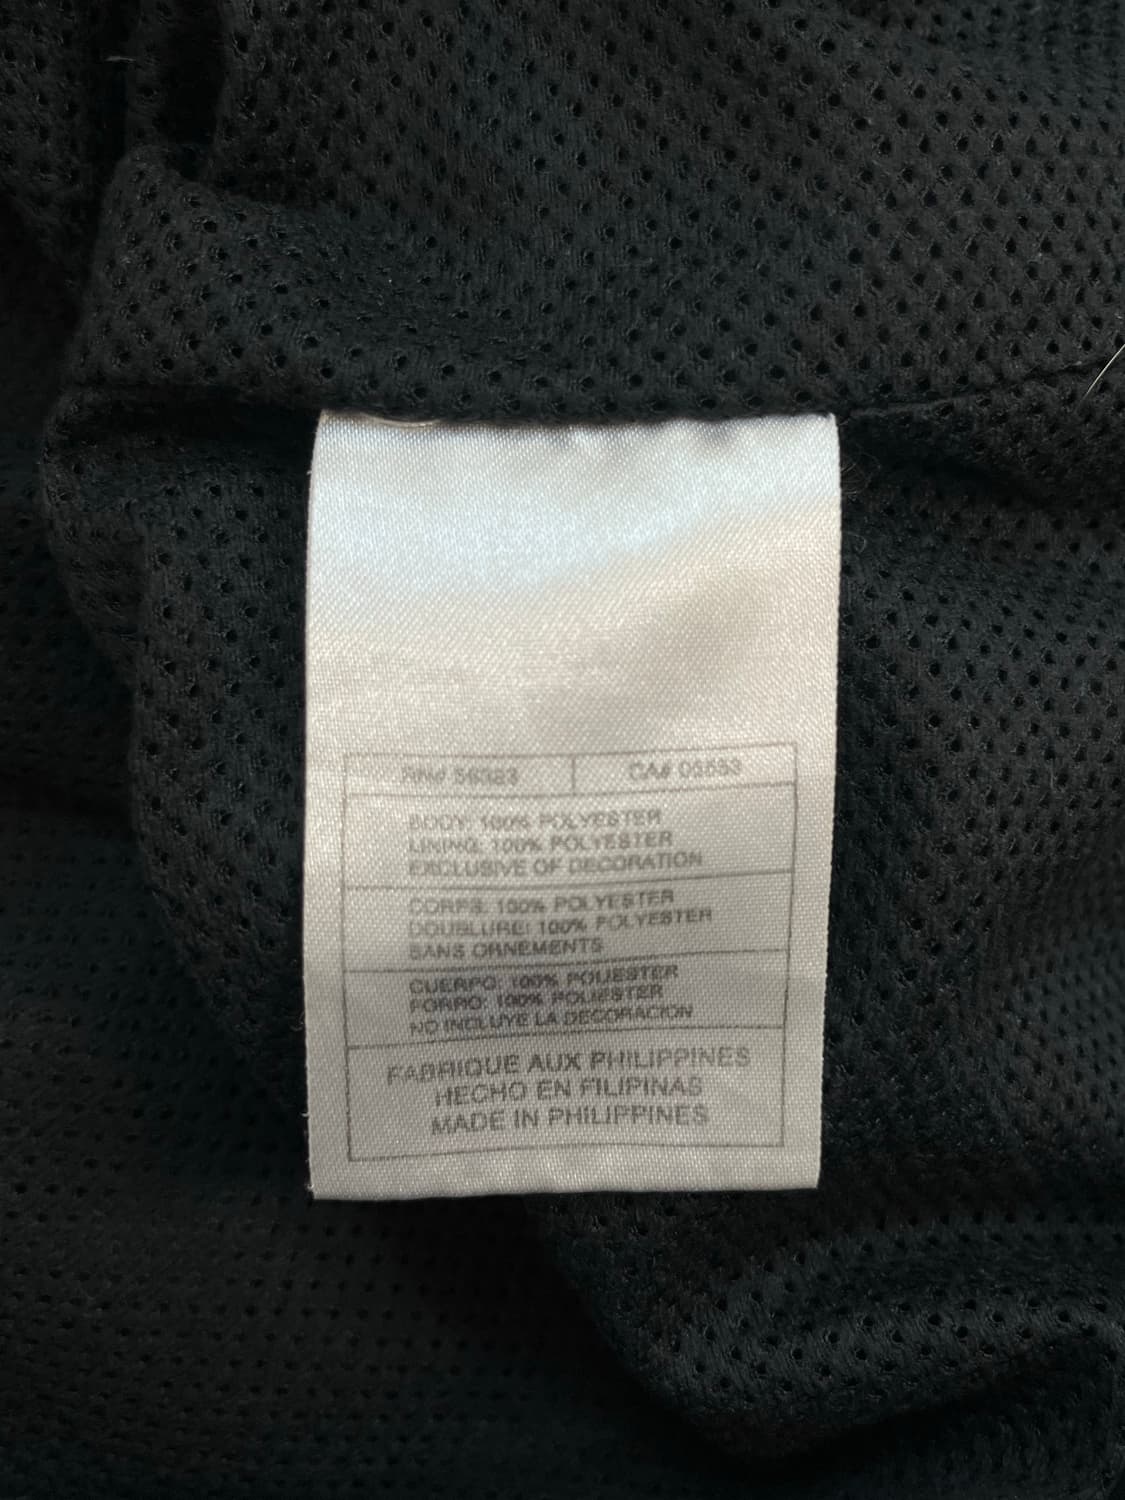 RN# 56323
CA# 05553
BODY: 100% POLYESTER
LINING: 100% POLYESTER
EXCLUSIVE OF DECORATION
CORPS: 100% POLYESTER
DOUBLURE: 100% POLYESTER
SANS ORNEMENTS
CUERPO: 100% POLIESTER
FORRO: 100% POLIESTER
NO INCLUYE LA DECORACION
FABRIQUE AUX PHILIPPINES
HECHO EN FILIPINAS
MADE IN PHILIPPINES